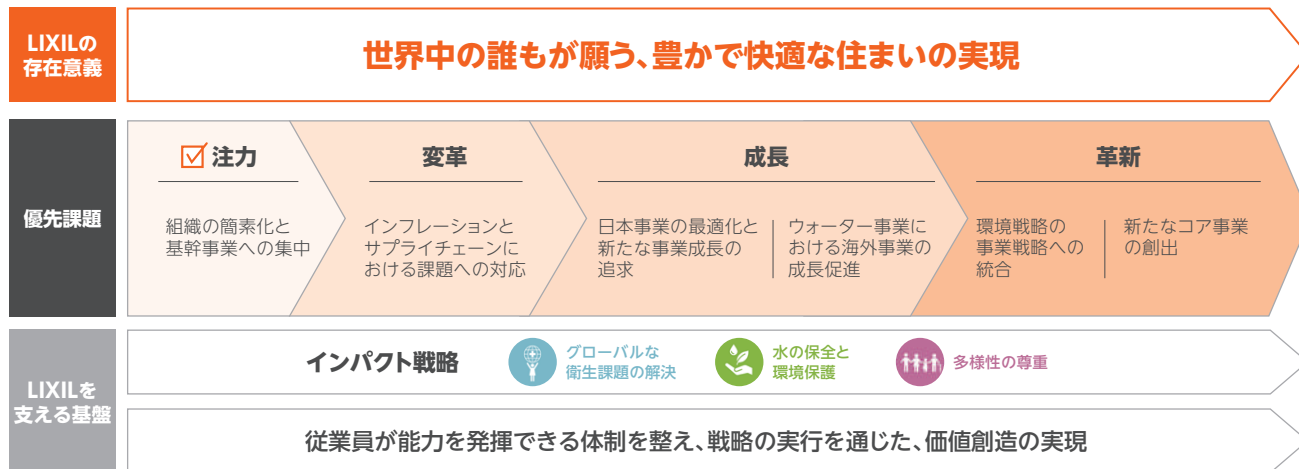 LIXILの
存在意義
世界中の誰もが願う、豊かで快適な住まいの実現
優先課題
注力
組織の簡素化と
基幹事業への集中
変革
インフレーションと
サプライチェーンに
おける課題への対応
成長
日本事業の最適化と
新たな事業成長の
追求
ウォーター事業に
おける海外事業の
成長促進
革新
環境戦略の
事業戦略への
統合
新たなコア事業
の創出
LIXILを
支える基盤
インパクト戦略
グローバルな
衛生課題の解決
水の保全と
環境保護
多様性の尊重
従業員が能力を発揮できる体制を整え、戦略の実行を通じた、価値創造の実現